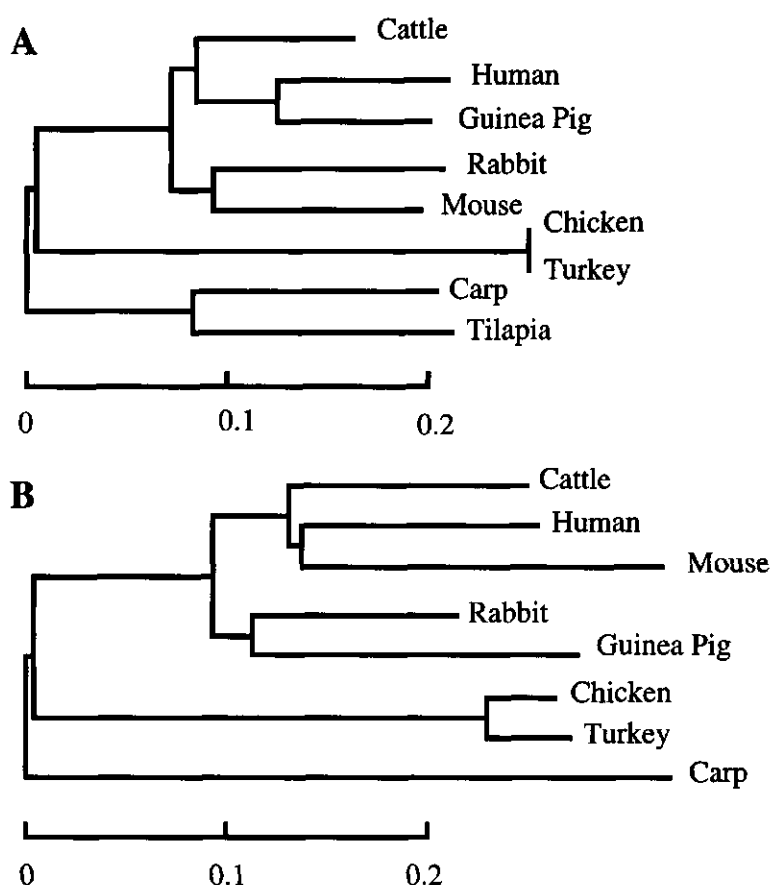 A
Cattle
Human
Guinea Pig
Rabbit
Mouse
Chicken
Turkey
Carp
Tilapia
0 0.1 0.2
B
Cattle
Human
Mouse
Rabbit
Guinea Pig
Chicken
Turkey
Carp
0 0.1 0.2